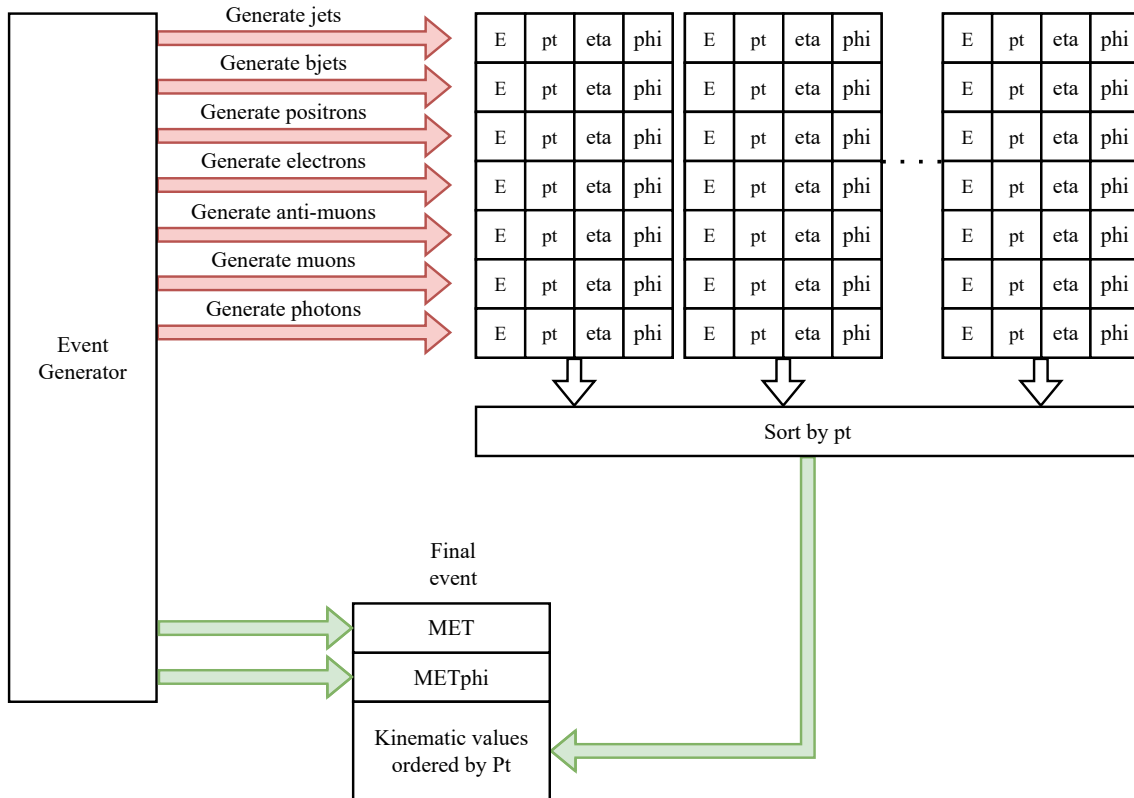 Generate jets
E pt eta phi E pt eta phi E pt eta phi
Generate bjets
E pt eta phi E pt eta phi E pt eta phi
Generate positrons
E pt eta phi E pt eta phi E pt eta phi
Generate electrons
. . . .
E pt eta phi E pt eta phi E pt eta phi
Generate anti-muons
E pt eta phi E pt eta phi E pt eta phi
Generate muons
E pt eta phi E pt eta phi E pt eta phi
Generate photons
E pt eta phi E pt eta phi E pt eta phi
Event
Generator
Sort by pt
Final
event
MET
METphi
Kinematic values
ordered by Pt